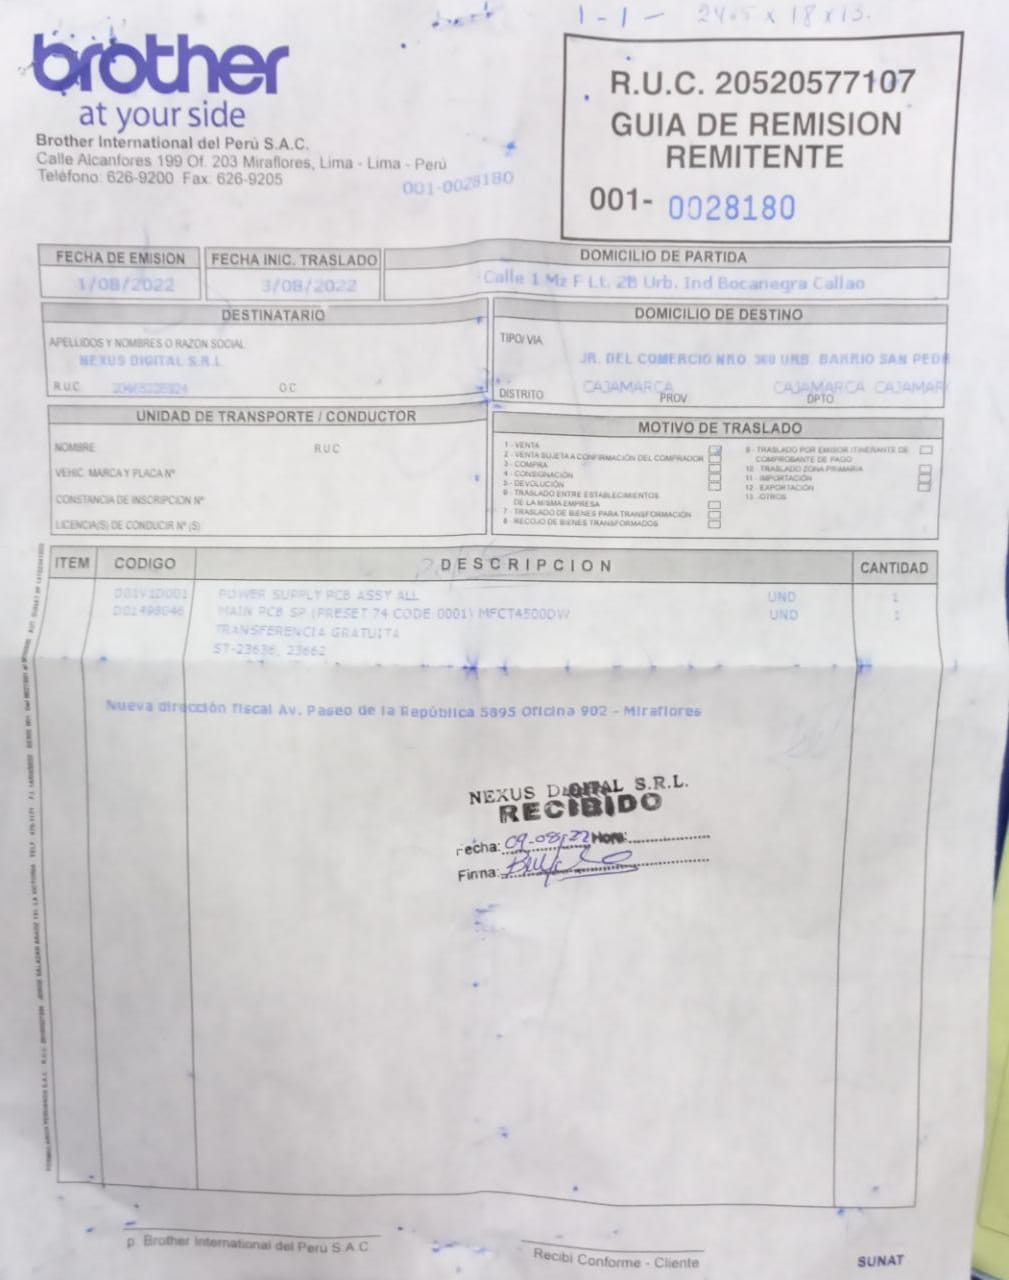 1 - 1 - 24.5 x 18 x 13.
brother
at your side
Brother International del Perú S.A.C.
Calle Alcanfores 199 Of. 203 Miraflores, Lima - Lima - Perú
Teléfono: 626-9200 Fax: 626-9205
001-0028180
R.U.C. 20520577107
GUIA DE REMISION
REMITENTE
001- 0028180
FECHA DE EMISION
1/08/2022
FECHA INIC. TRASLADO
3/08/2022
DOMICILIO DE PARTIDA
Calle 1 Mz F Lt. 2B Urb. Ind Bocanegra Callao
DESTINATARIO
APELLIDOS Y NOMBRES O RAZON SOCIAL
NEXUS DIGITAL S.R.L.
R.U.C.
O.C
DOMICILIO DE DESTINO
TIPO/VIA
JR. DEL COMERCIO NRO. 360 URB. BARRIO SAN PED
CAJAMARCA CAJAMARCA CAJAMAR
DISTRITO PROV DPTO
UNIDAD DE TRANSPORTE / CONDUCTOR
NOMBRE R.U.C
VEHIC. MARCA Y PLACA Nº
CONSTANCIA DE INSCRIPCION Nº
LICENCIA(S) DE CONDUCIR Nº (S)
MOTIVO DE TRASLADO
1 - VENTA
2 - VENTA SUJETA A CONFIRMACIÓN DEL COMPRADOR
3 - COMPRA
4 - CONSIGNACIÓN
5 - DEVOLUCIÓN
6 - TRASLADO ENTRE ESTABLECIMIENTOS
DE LA MISMA EMPRESA
7 - TRASLADO DE BIENES PARA TRANSFORMACIÓN
8 - RECOJO DE BIENES TRANSFORMADOS
9 - TRASLADO POR EMISOR ITINERANTE DE
COMPROBANTE DE PAGO
10 - TRASLADO ZONA PRIMARIA
11 - IMPORTACIÓN
12 - EXPORTACIÓN
13 - OTROS
ITEM CODIGO DESCRIPCION CANTIDAD
POWER SUPPLY PCB ASSY ALL UND 1
D01498046 MAIN PCB SP (PRESET 74 CODE 0001) MFCT4500DW UND 1
TRANSFERENCIA GRATUITA
ST-23636, 23662
Nueva dirección fiscal Av. Paseo de la República 5895 Oficina 902 - Miraflores
NEXUS DIGITAL S.R.L.
RECIBIDO
Fecha: 09-08-22 Hora:
Firma:
p. Brother International del Perú S.A.C.
Recibí Conforme - Cliente
SUNAT